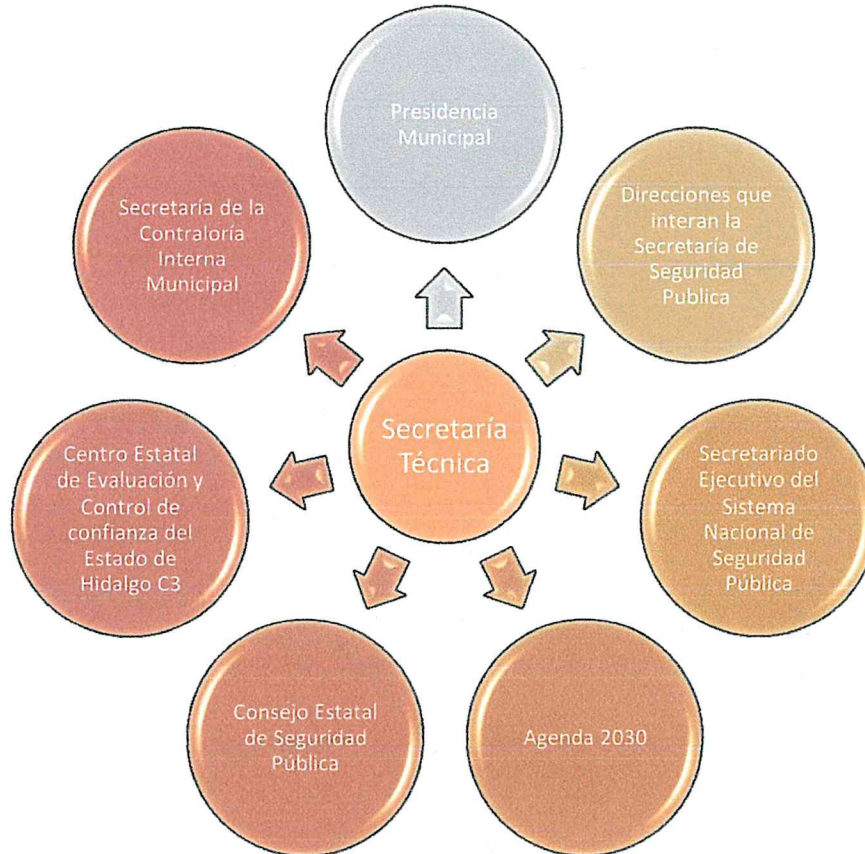 Presidencia
Municipal
Direcciones que
interan la
Secretaría de
Seguridad
Publica
Secretariado
Ejecutivo del
Sistema
Nacional de
Seguridad
Pública
Agenda 2030
Consejo Estatal
de Seguridad
Pública
Centro Estatal
de Evaluación y
Control de
confianza del
Estado de
Hidalgo C3
Secretaría de la
Contraloría
Interna
Municipal
Secretaría
Técnica